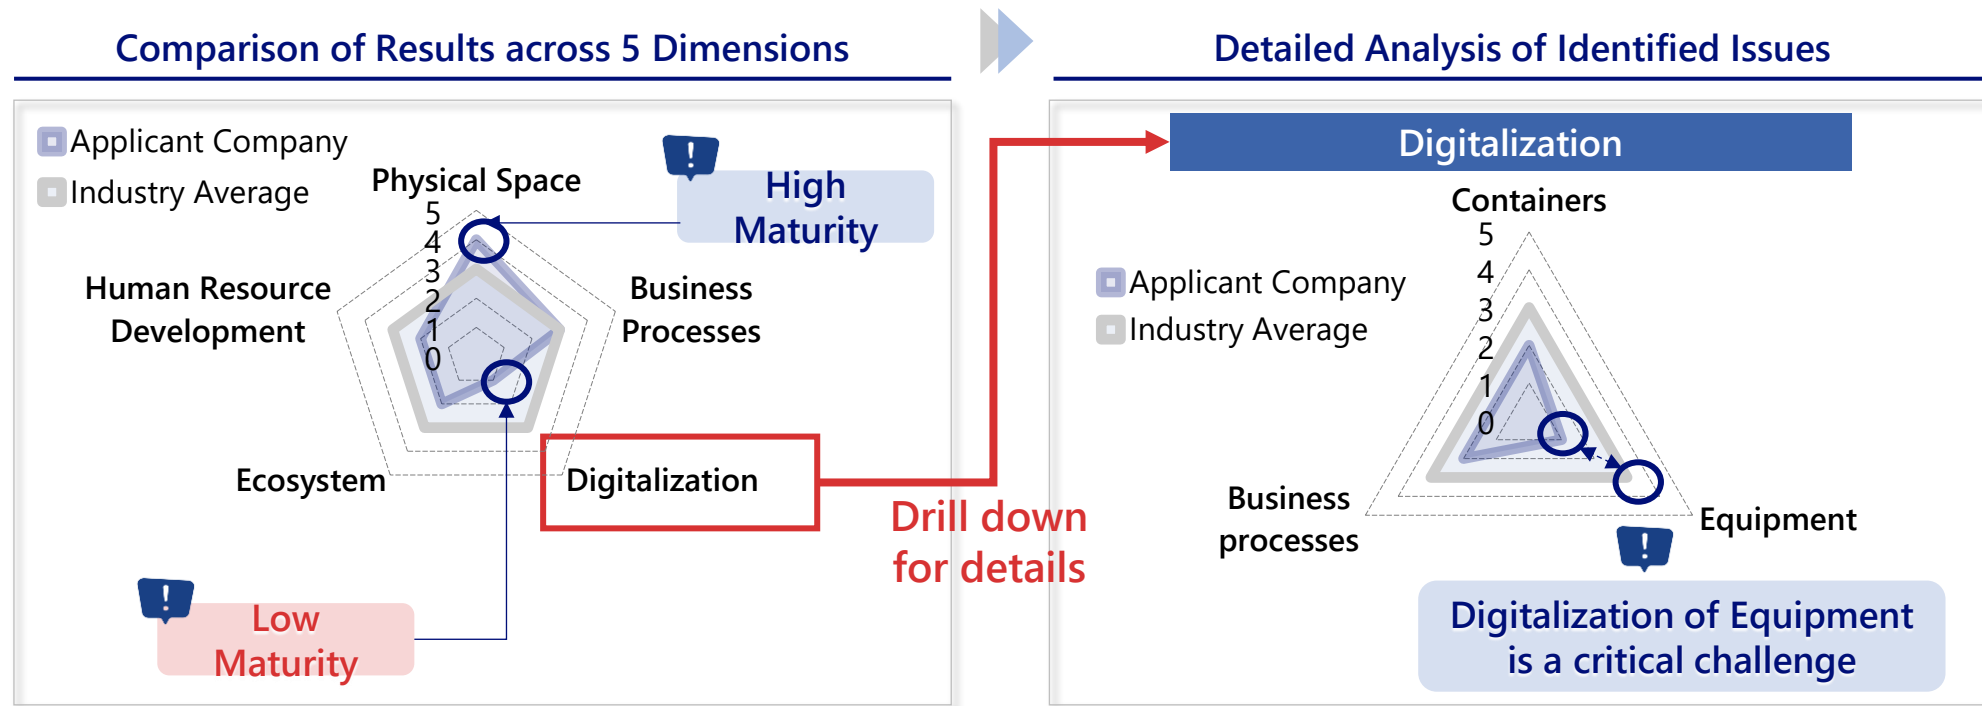 Comparison of Results across 5 Dimensions
Applicant Company
Industry Average
Physical Space
5
4
3
2
1
0
!
High
Maturity
Human Resource
Development
Business
Processes
Ecosystem
Digitalization
!
Low
Maturity
Drill down
for details
Detailed Analysis of Identified Issues
Digitalization
Containers
5
4
3
2
1
0
Applicant Company
Industry Average
Business
processes
Equipment
!
Digitalization of Equipment
is a critical challenge